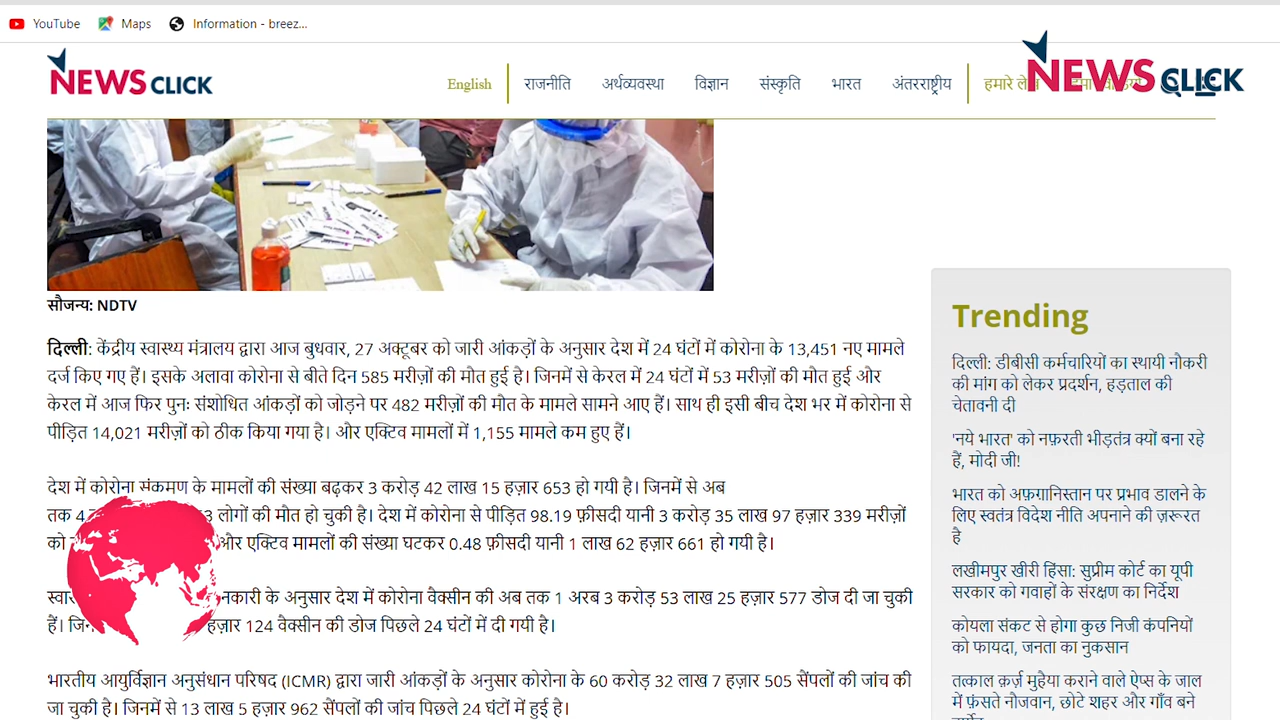 YouTube Maps Information - breez...
NEWS CLICK
NEWS CLICK
English राजनीति अर्थव्यवस्था विज्ञान संस्कृति भारत अंतरराष्ट्रीय हमारे
सौजन्य: NDTV
दिल्ली: केंद्रीय स्वास्थ्य मंत्रालय द्वारा आज बुधवार, 27 अक्टूबर को जारी आंकड़ों के अनुसार देश में 24 घंटों में कोरोना के 13,451 नए मामले
दर्ज किए गए हैं। इसके अलावा कोरोना से बीते दिन 585 मरीज़ों की मौत हुई है। जिनमें से केरल में 24 घंटों में 53 मरीज़ों की मौत हुई और
केरल में आज फिर पुनः संशोधित आंकड़ों को जोड़ने पर 482 मरीज़ों की मौत के मामले सामने आए हैं। साथ ही इसी बीच देश भर में कोरोना से
पीड़ित 14,021 मरीज़ों को ठीक किया गया है। और एक्टिव मामलों में 1,155 मामले कम हुए हैं।
देश में कोरोना संक्रमण के मामलों की संख्या बढ़कर 3 करोड़ 42 लाख 15 हज़ार 653 हो गयी है। जिनमें से अब
तक 4 लोगों की मौत हो चुकी है। देश में कोरोना से पीड़ित 98.19 फ़ीसदी यानी 3 करोड़ 35 लाख 97 हज़ार 339 मरीज़ों
को और एक्टिव मामलों की संख्या घटकर 0.48 फ़ीसदी यानी 1 लाख 62 हज़ार 661 हो गयी है।
के अनुसार देश में कोरोना वैक्सीन की अब तक 1 अरब 3 करोड़ 53 लाख 25 हज़ार 577 डोज दी जा चुकी
हैं। हज़ार 124 वैक्सीन की डोज पिछले 24 घंटों में दी गयी है।
भारतीय आयुर्विज्ञान अनुसंधान परिषद (ICMR) द्वारा जारी आंकड़ों के अनुसार कोरोना के 60 करोड़ 32 लाख 7 हज़ार 505 सैंपलों की जांच की
जा चुकी है। जिनमें से 13 लाख 5 हज़ार 962 सैंपलों की जांच पिछले 24 घंटों में हुई है।
Trending
दिल्ली: डीबीसी कर्मचारियों का स्थायी नौकरी
की मांग को लेकर प्रदर्शन, हड़ताल की
चेतावनी दी
'नये भारत' को नफ़रती भीड़तंत्र क्यों बना रहे
हैं, मोदी जी!
भारत को अफ़ग़ानिस्तान पर प्रभाव डालने के
लिए स्वतंत्र विदेश नीति अपनाने की ज़रूरत
है
लखीमपुर खीरी हिंसा: सुप्रीम कोर्ट का यूपी
सरकार को गवाहों के संरक्षण का निर्देश
कोयला संकट से होगा कुछ निजी कंपनियों
को फायदा, जनता का नुकसान
तत्काल क़र्ज़ मुहैया कराने वाले ऐप्स के जाल
में फ़ंसते नौजवान, छोटे शहर और गाँव बने